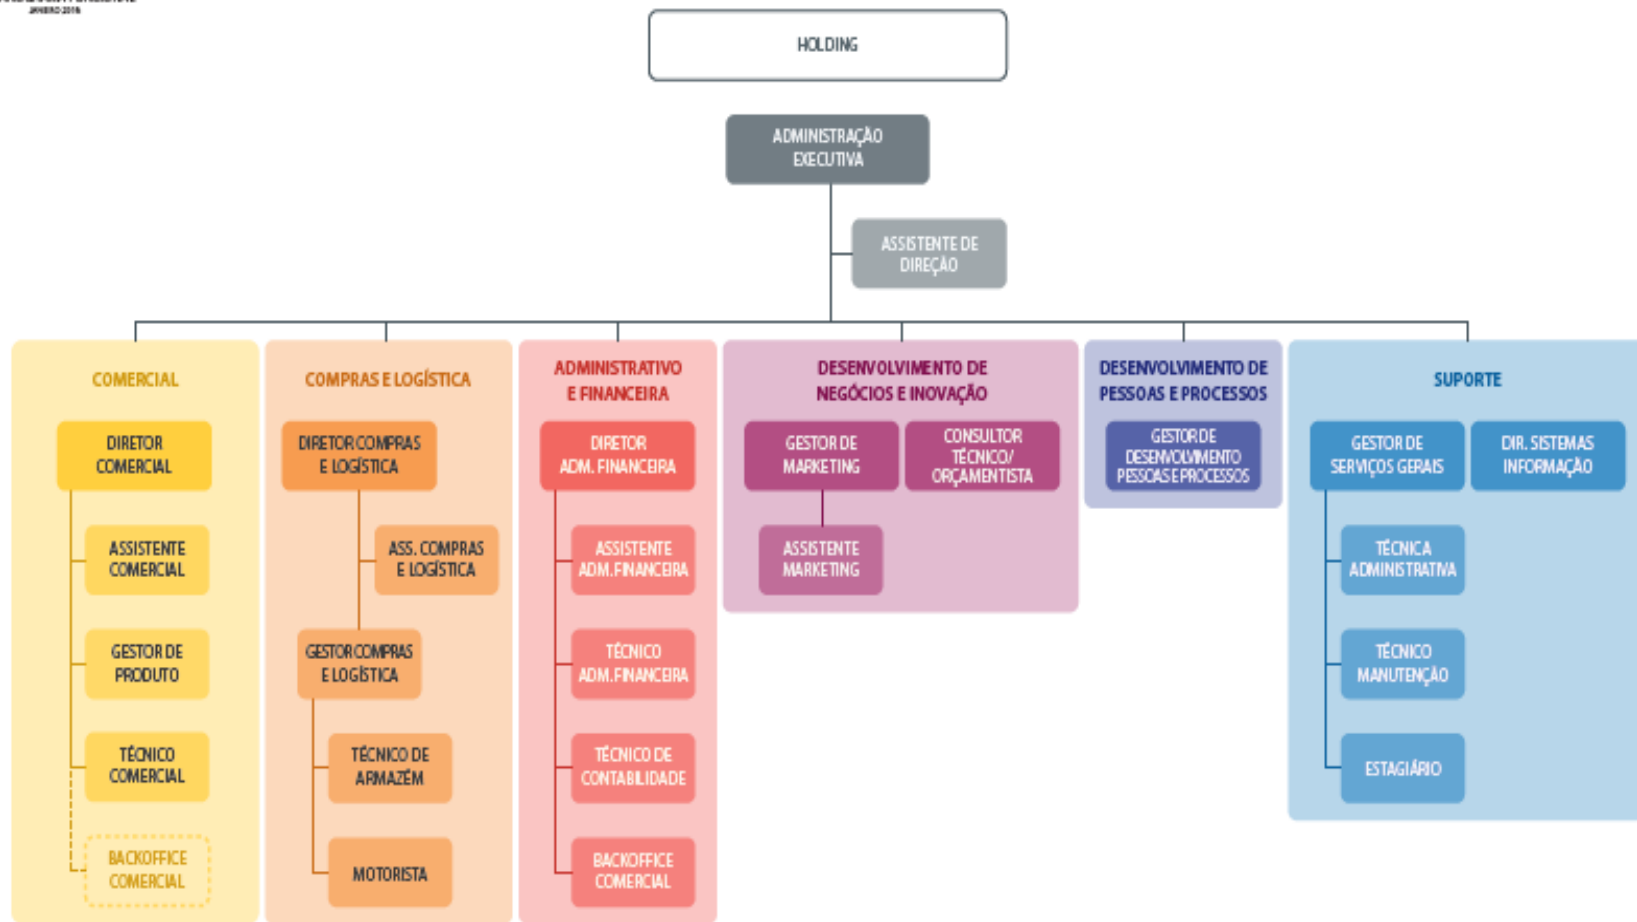 JANEIRO 2016
HOLDING
ADMINISTRAÇÃO
EXECUTIVA
ASSISTENTE DE
DIREÇÃO
COMERCIAL
DIRETOR
COMERCIAL
ASSISTENTE
COMERCIAL
GESTOR DE
PRODUTO
TÉCNICO
COMERCIAL
BACKOFFICE
COMERCIAL
COMPRAS E LOGÍSTICA
DIRETOR COMPRAS
E LOGÍSTICA
ASS. COMPRAS
E LOGÍSTICA
GESTOR COMPRAS
E LOGÍSTICA
TÉCNICO DE
ARMAZÉM
MOTORISTA
ADMINISTRATIVO
E FINANCEIRA
DIRETOR
ADM. FINANCEIRA
ASSISTENTE
ADM.FINANCEIRA
TÉCNICO
ADM.FINANCEIRA
TÉCNICO DE
CONTABILIDADE
BACKOFFICE
COMERCIAL
DESENVOLVIMENTO DE
NEGÓCIOS E INOVAÇÃO
GESTOR DE
MARKETING
CONSULTOR
TÉCNICO/
ORÇAMENTISTA
ASSISTENTE
MARKETING
DESENVOLVIMENTO DE
PESSOAS E PROCESSOS
GESTOR DE
DESENVOLVIMENTO
PESSOAS E PROCESSOS
SUPORTE
GESTOR DE
SERVIÇOS GERAIS
DIR. SISTEMAS
INFORMAÇÃO
TÉCNICA
ADMINISTRATIVA
TÉCNICO
MANUTENÇÃO
ESTAGIÁRIO